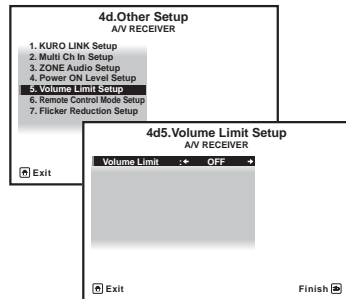 4d.Other Setup
A/V RECEIVER
1. KURO LINK Setup
2. Multi Ch In Setup
3. ZONE Audio Setup
4. Power ON Level Setup
5. Volume Limit Setup
6. Remote Control Mode Setup
7. Flicker Reduction Setup
Exit
4d5.Volume Limit Setup
A/V RECEIVER
Volume Limit : OFF
Exit
Finish